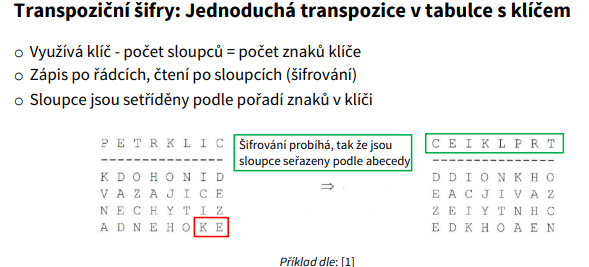 Transpoziční šifry: Jednoduchá transpozice v tabulce s klíčem
o Využívá klíč - počet sloupců = počet znaků klíče
o Zápis po řádcích, čtení po sloupcích (šifrování)
o Sloupce jsou setříděny podle pořadí znaků v klíči
P E T R K L I C
----------------
K D O H O N I D
V A Z A J I C E
N E C H Y T I Z
A D N E H O K E
Šifrování probíhá, tak že jsou
sloupce seřazeny podle abecedy
⇒
C E I K L P R T
----------------
D D I O N K H O
E A C J I V A Z
Z E I Y T N H C
E D K H O A E N
Příklad dle: [1]